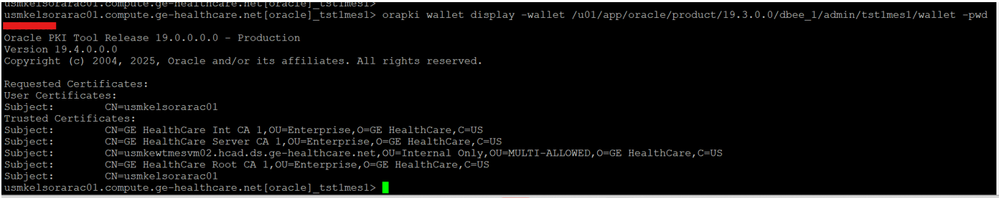 usmkelsorarac01.compute.ge-healthcare.net[oracle]_tst1mes1>
usmkelsorarac01.compute.ge-healthcare.net[oracle]_tst1mes1> orapki wallet display -wallet /u01/app/oracle/product/19.3.0.0/dbee_1/admin/tst1mes1/wallet -pwd
Oracle PKI Tool Release 19.0.0.0.0 - Production
Version 19.4.0.0.0
Copyright (c) 2004, 2025, Oracle and/or its affiliates. All rights reserved.
Requested Certificates:
User Certificates:
Subject: CN=usmkelsorarac01
Trusted Certificates:
Subject: CN=GE HealthCare Int CA 1,OU=Enterprise,O=GE HealthCare,C=US
Subject: CN=GE HealthCare Server CA 1,OU=Enterprise,O=GE HealthCare,C=US
Subject: CN=usmkewtmesvm02.hcad.ds.ge-healthcare.net,OU=Internal Only,OU=MULTI-ALLOWED,O=GE HealthCare,C=US
Subject: CN=GE HealthCare Root CA 1,OU=Enterprise,O=GE HealthCare,C=US
Subject: CN=usmkelsorarac01
usmkelsorarac01.compute.ge-healthcare.net[oracle]_tst1mes1>